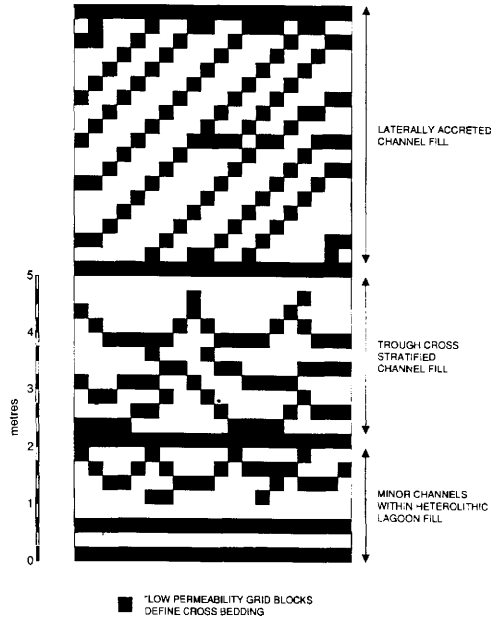 LATERALLY ACCRETED
CHANNEL FILL
5
4
TROUGH CROSS
STRATIFIED
CHANNEL FILL
3
metres
2
MINOR CHANNELS
WITHIN HETEROLITHIC
LAGOON FILL
1
0
"LOW PERMEABILITY GRID BLOCKS
DEFINE CROSS BEDDING